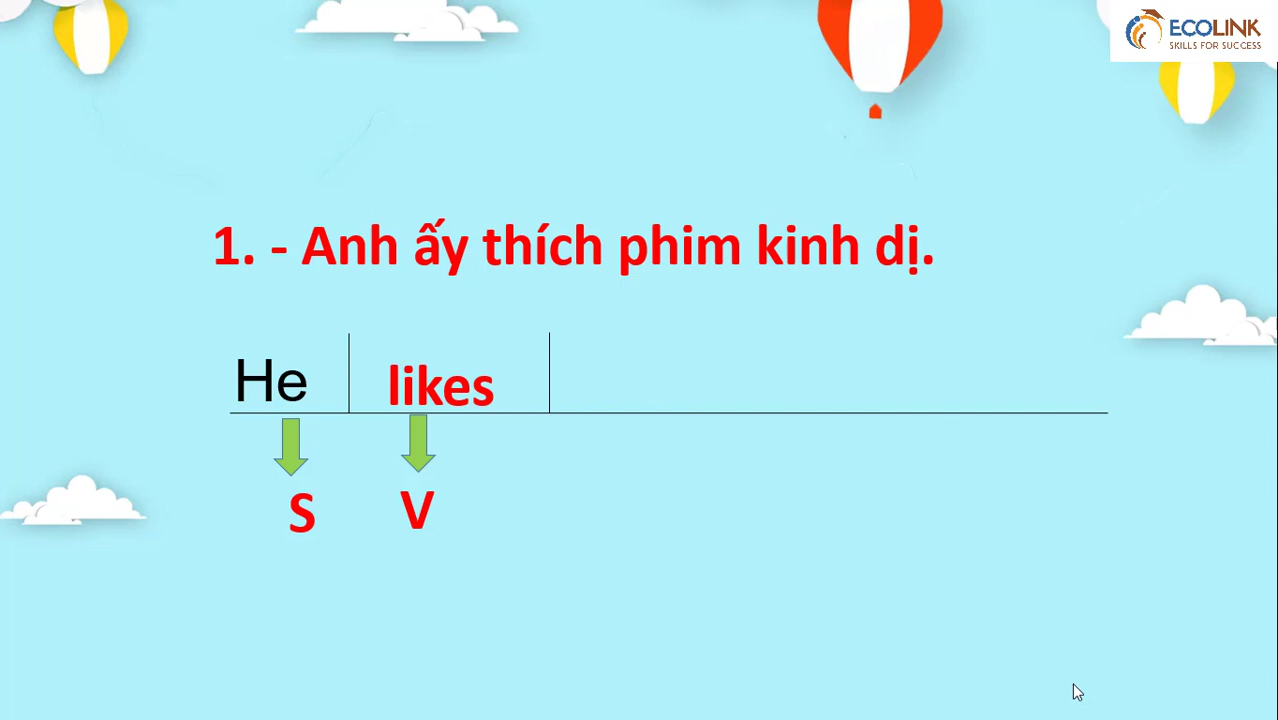 ECOLINK
SKILLS FOR SUCCESS
1. - Anh ấy thích phim kinh dị.
He likes
S V